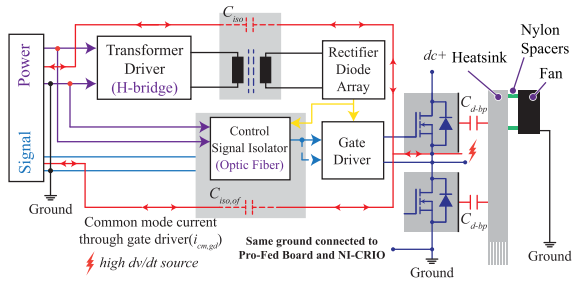 C_iso
Nylon
Spacers
dc+
Heatsink
Fan
Power
Transformer
Driver
(H-bridge)
Rectifier
Diode
Array
C_d-bp
Control
Signal Isolator
(Optic Fiber)
Gate
Driver
Signal
C_iso,of
C_d-bp
Ground
Common mode current
through gate driver(i_cm,gd)
high dv/dt source
Same ground connected to
Pro-Fed Board and NI-CRIO
Ground
Ground